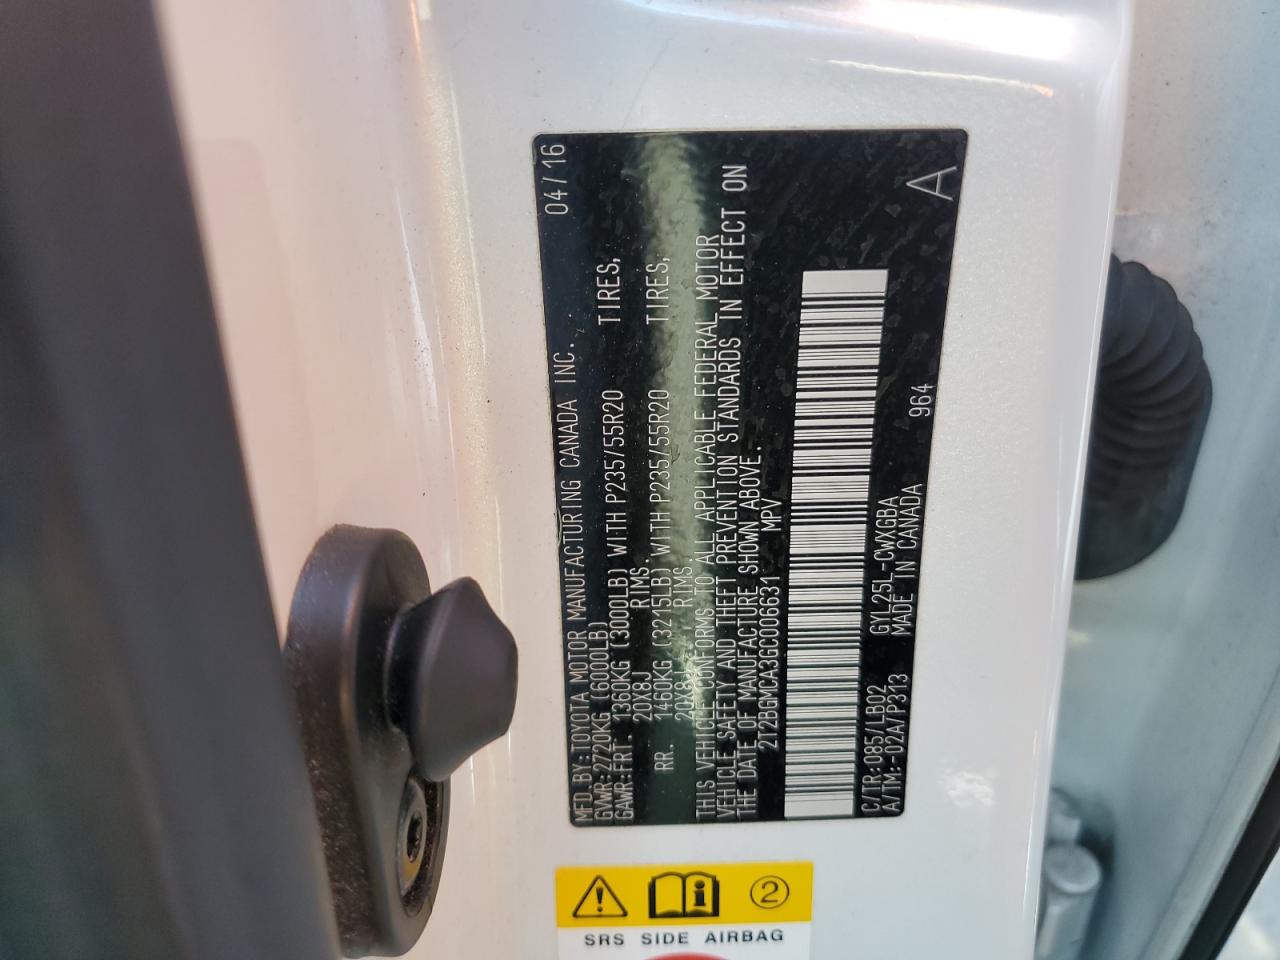 MFD.BY:TOYOTA MOTOR MANUFACTURING CANADA INC. 04/16
GVWR:2720KG (6000LB)
GAWR:FRT 1360KG (3000LB) WITH P235/55R20 TIRES,
20X8J RIMS.
RR. 1460KG (3215LB) WITH P235/55R20 TIRES,
20X8J RIMS.
THIS VEHICLE CONFORMS TO ALL APPLICABLE FEDERAL MOTOR
VEHICLE SAFETY AND THEFT PREVENTION STANDARDS IN EFFECT ON
THE DATE OF MANUFACTURE SHOWN ABOVE.
2T2BGMCA3GC006631 MPV
C/TR:085/LB02 GYL25L-CWXGBA
A/TM:-02A/P313 MADE IN CANADA 964 A
2
SRS SIDE AIRBAG